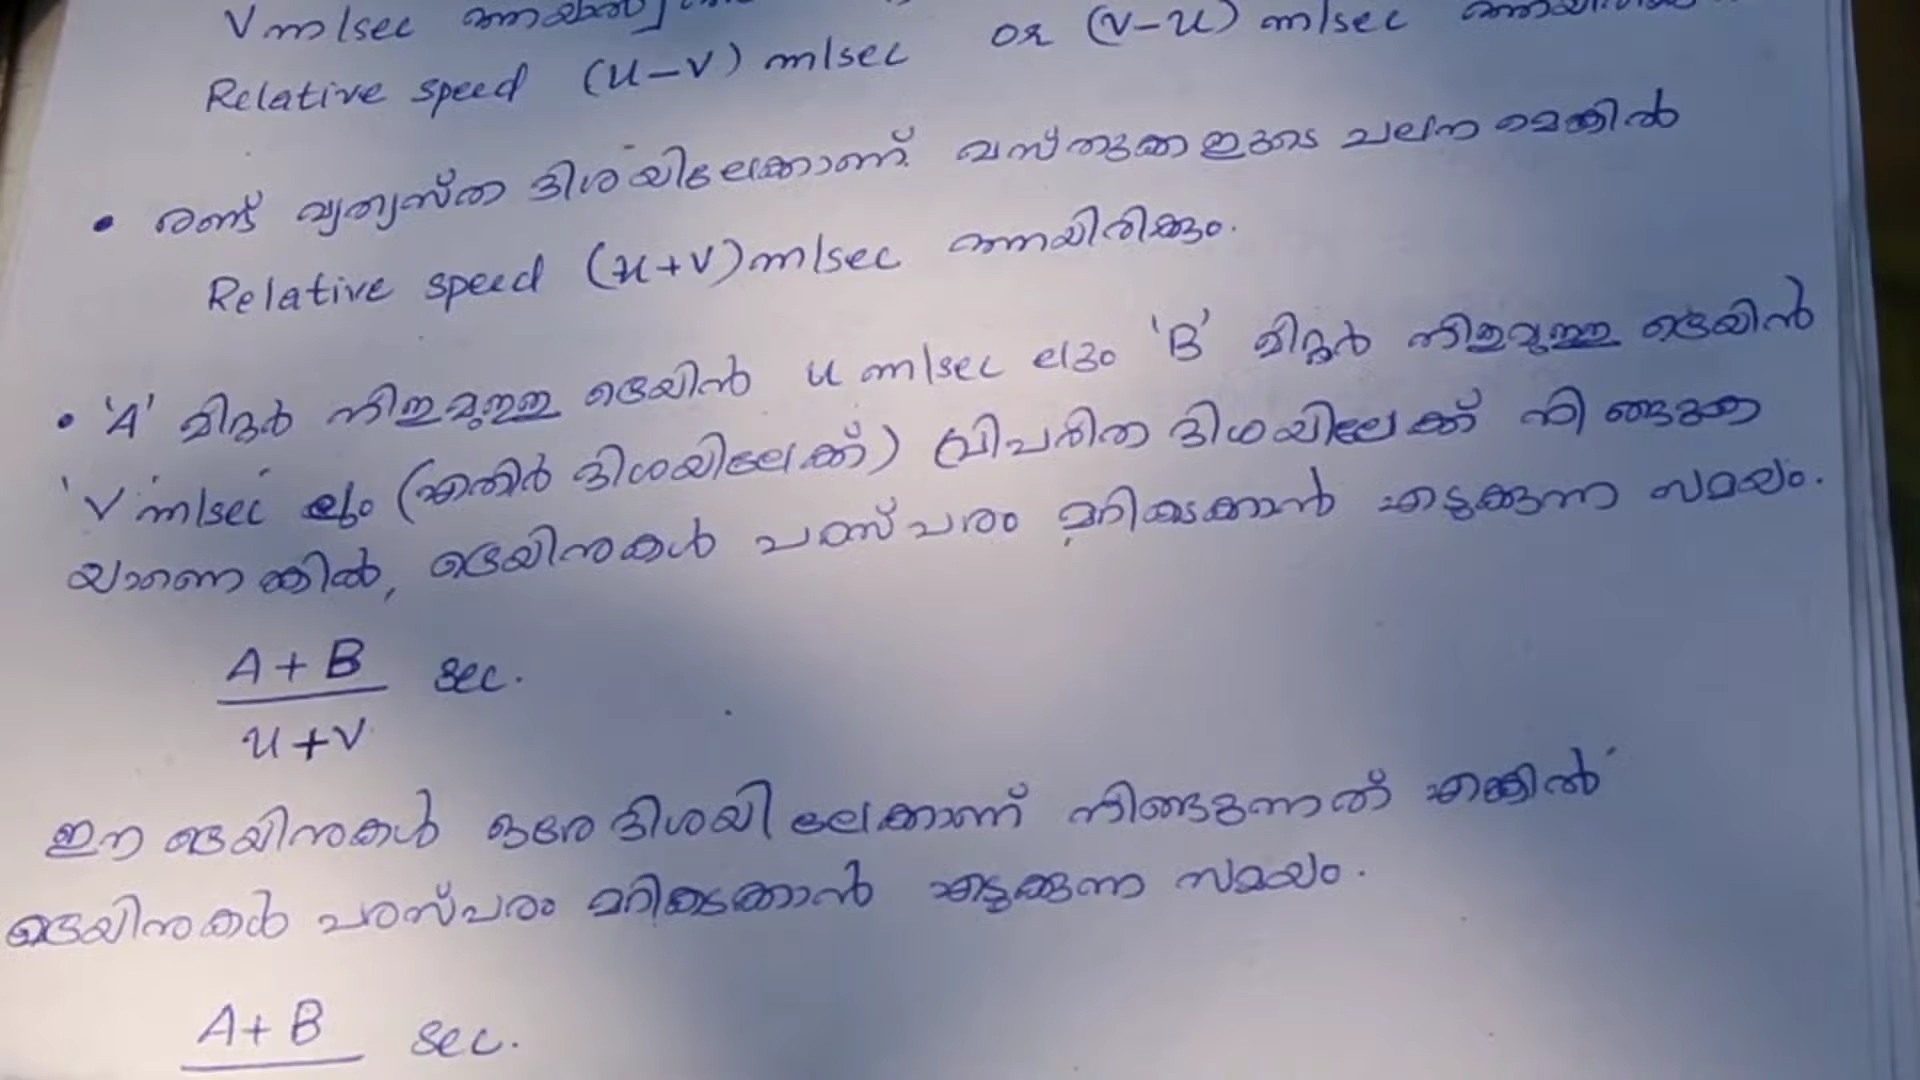 V m/sec ആയാൽ
Relative speed (u-v) m/sec or (v-u) m/sec
• രണ്ട് വ്യത്യസ്ത ദിശയിലേക്കാണ് വസ്തുക്കളുടെ ചലനമെങ്കിൽ
Relative speed (u+v) m/sec ആയിരിക്കും.
• 'A' മീറ്റർ നീളമുള്ള ട്രെയിൻ u m/sec ലും 'B' മീറ്റർ നീളവുള്ള ട്രെയിൻ
'V m/sec' ലും (എതിർ ദിശയിലേക്ക്) (വിപരീത ദിശയിലേക്ക് നീങ്ങുക
യാണെങ്കിൽ, ട്രെയിനുകൾ പരസ്പരം മറികടക്കാൻ എടുക്കുന്ന സമയം.
A+B sec.
u+v
ഈ ട്രെയിനുകൾ ഒരേ ദിശയിലേക്കാണ് നീങ്ങുന്നത് എങ്കിൽ
ട്രെയിനുകൾ പരസ്പരം മറികടക്കാൻ എടുക്കുന്ന സമയം.
A+B sec.